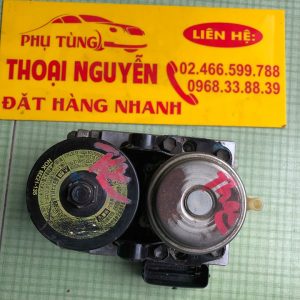 PHỤ TÙNG
LIÊN HỆ:
THOẠI NGUYỄN
02.466.599.788
0968.33.88.39
ĐẶT HÀNG NHANH